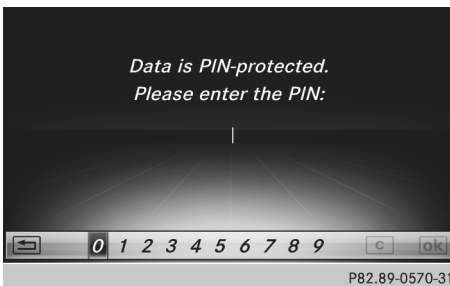 Data is PIN-protected.
Please enter the PIN:
0 1 2 3 4 5 6 7 8 9 c ok
P82.89-0570-31